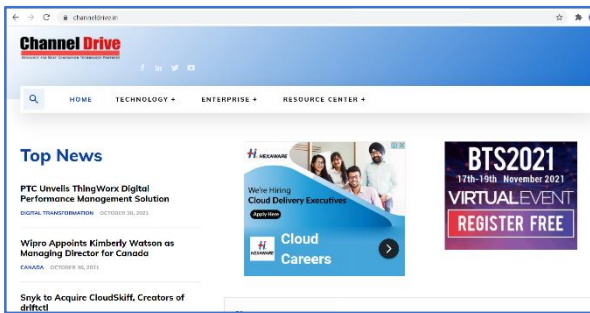 channeldrive.in
Channel Drive
HOME
TECHNOLOGY +
ENTERPRISE +
RESOURCE CENTER +
Top News
PTC Unveils ThingWorx Digital
Performance Management Solution
DIGITAL TRANSFORMATION OCTOBER 30, 2021
Wipro Appoints Kimberly Watson as
Managing Director for Canada
CANADA OCTOBER 30, 2021
Snyk to Acquire CloudSkiff, Creators of
driftctl
HEXAWARE
We're Hiring
Cloud Delivery Executives
Apply Here
HEXAWARE
Cloud
Careers
BTS2021
17th-19th November 2021
VIRTUALEVENT
REGISTER FREE